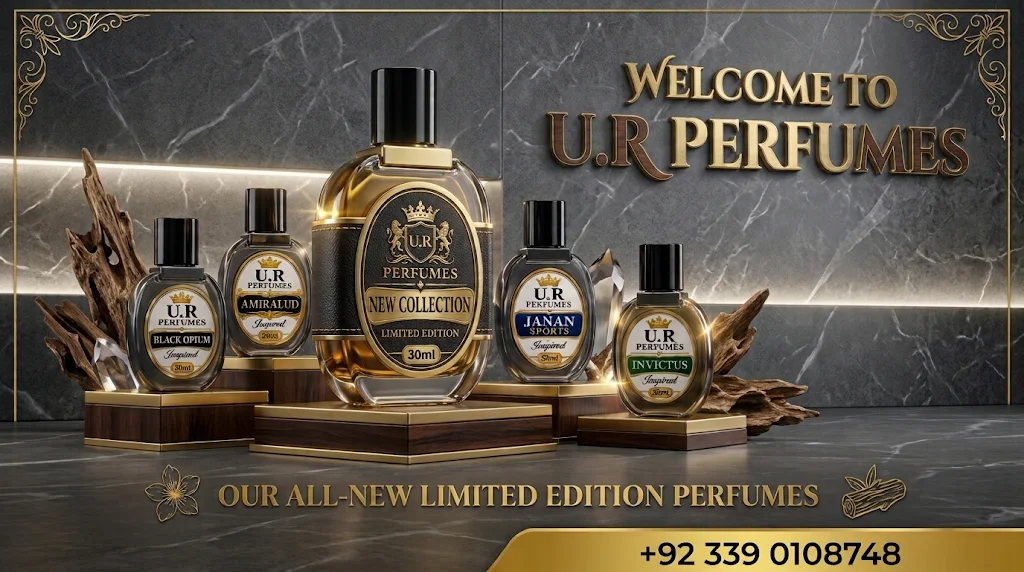 WELCOME TO
U.R PERFUMES
U.R
PERFUMES
BLACK OPIUM
Inspired
30ml
U.R
PERFUMES
AMIRALUD
Inspired
U.R
PERFUMES
NEW COLLECTION
LIMITED EDITION
30ml
U.R
PERFUMES
JANAN
SPORTS
Inspired
U.R
PERFUMES
INVICTUS
Inspired
OUR ALL-NEW LIMITED EDITION PERFUMES
+92 339 0108748